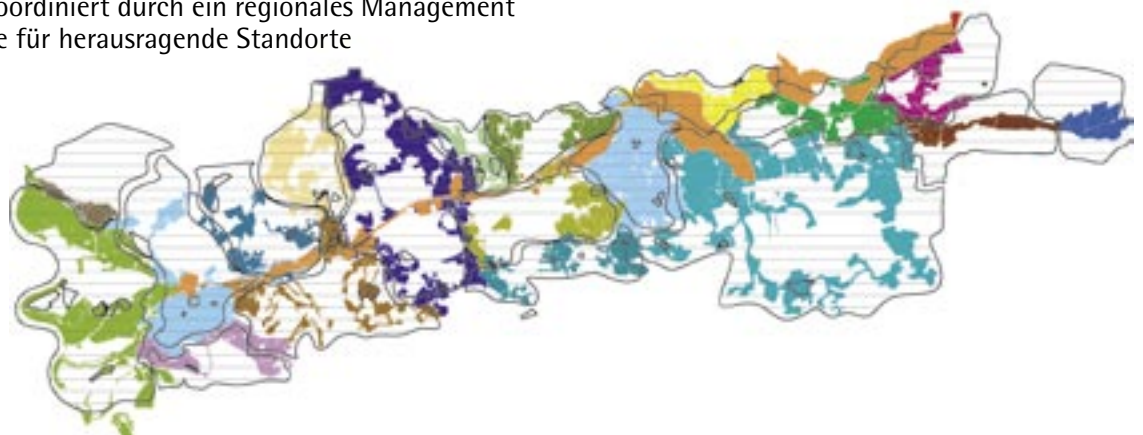 oordiniert durch ein regionales Management
e für herausragende Standorte